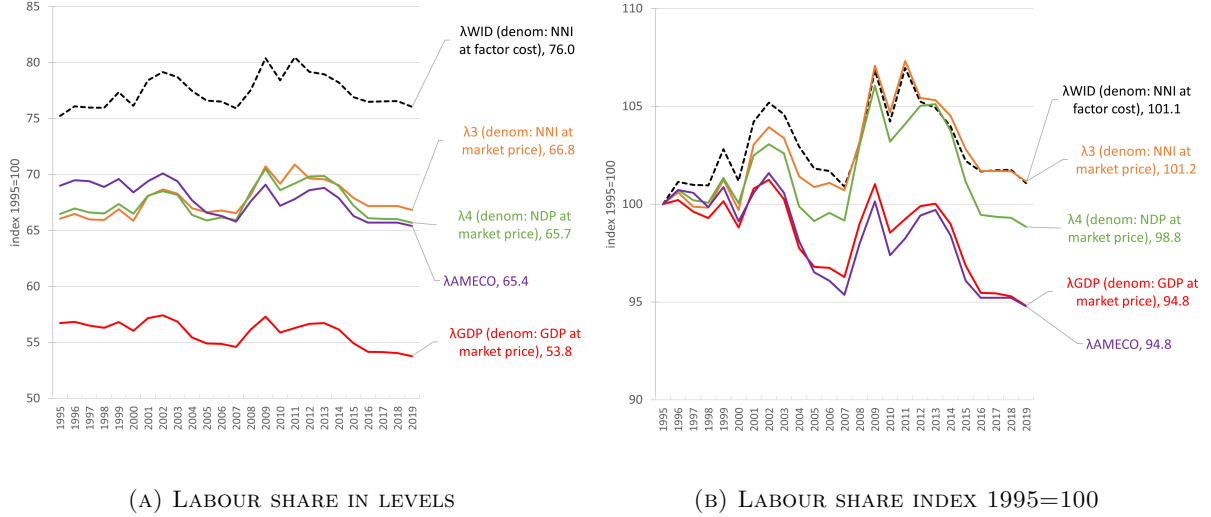 85
80
75
70
65
60
55
50
index 1995=100
1995 1996 1997 1998 1999 2000 2001 2002 2003 2004 2005 2006 2007 2008 2009 2010 2011 2012 2013 2014 2015 2016 2017 2018 2019
λWID (denom: NNI
at factor cost), 76.0
λ3 (denom: NNI at
market price), 66.8
λ4 (denom: NDP at
market price), 65.7
λAMECO, 65.4
λGDP (denom: GDP at
market price), 53.8
(A) Labour share in levels
110
105
100
95
90
index 1995=100
1995 1996 1997 1998 1999 2000 2001 2002 2003 2004 2005 2006 2007 2008 2009 2010 2011 2012 2013 2014 2015 2016 2017 2018 2019
λWID (denom: NNI at
factor cost), 101.1
λ3 (denom: NNI at
market price),
101.2
λ4 (denom: NDP at
market price), 98.8
λGDP (denom: GDP at
market price), 94.8
λAMECO, 94.8
(B) Labour share index 1995=100